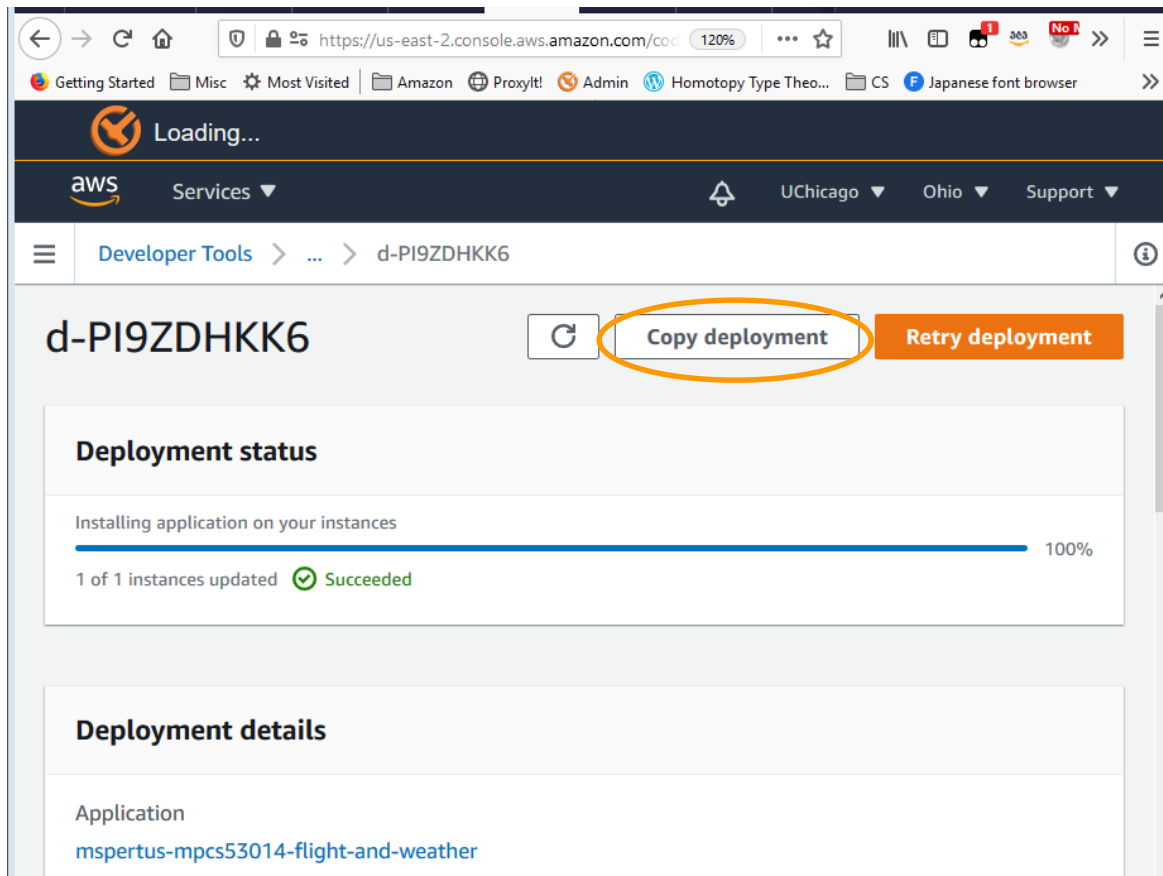 https://us-east-2.console.aws.amazon.com/cod 120%
1
Getting Started Misc Most Visited Amazon ProxyIt! Admin Homotopy Type Theo... CS Japanese font browser
Loading...
aws Services UChicago Ohio Support
Developer Tools ... d-PI9ZDHKK6
d-PI9ZDHKK6 Copy deployment Retry deployment
Deployment status
Installing application on your instances
100%
1 of 1 instances updated Succeeded
Deployment details
Application
mspertus-mpcs53014-flight-and-weather